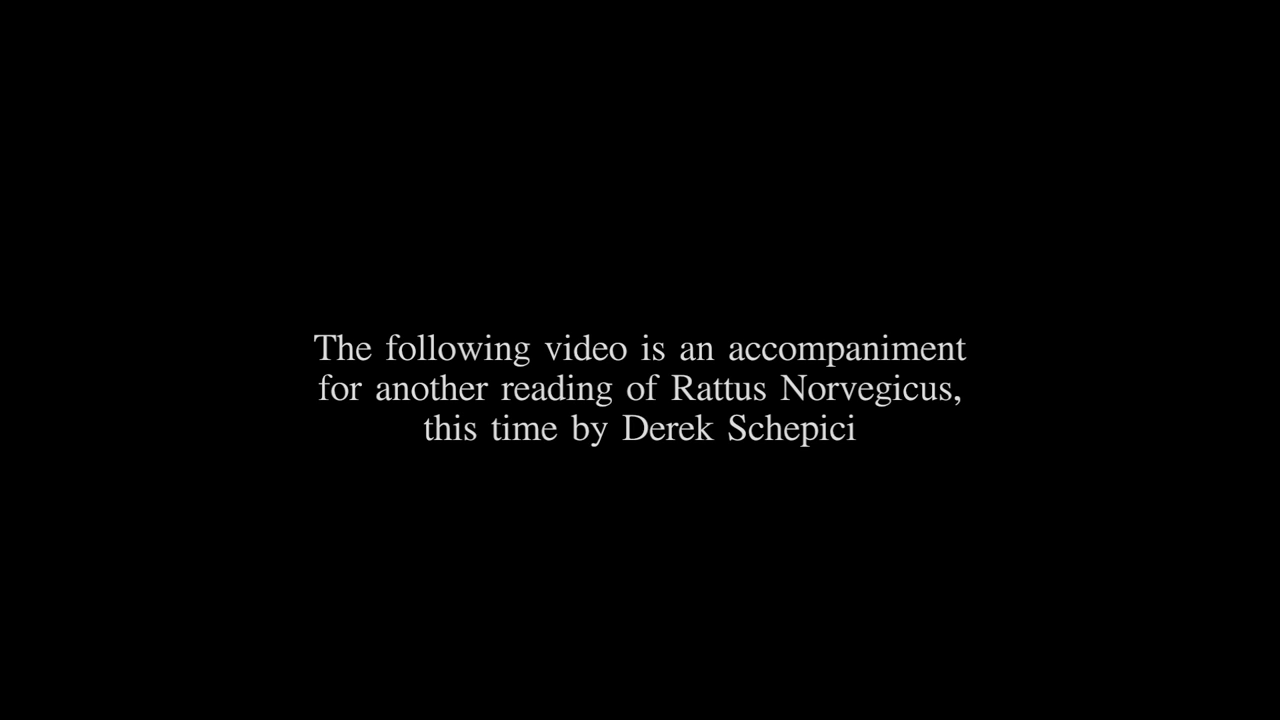 The following video is an accompaniment
for another reading of Rattus Norvegicus,
this time by Derek Schepici